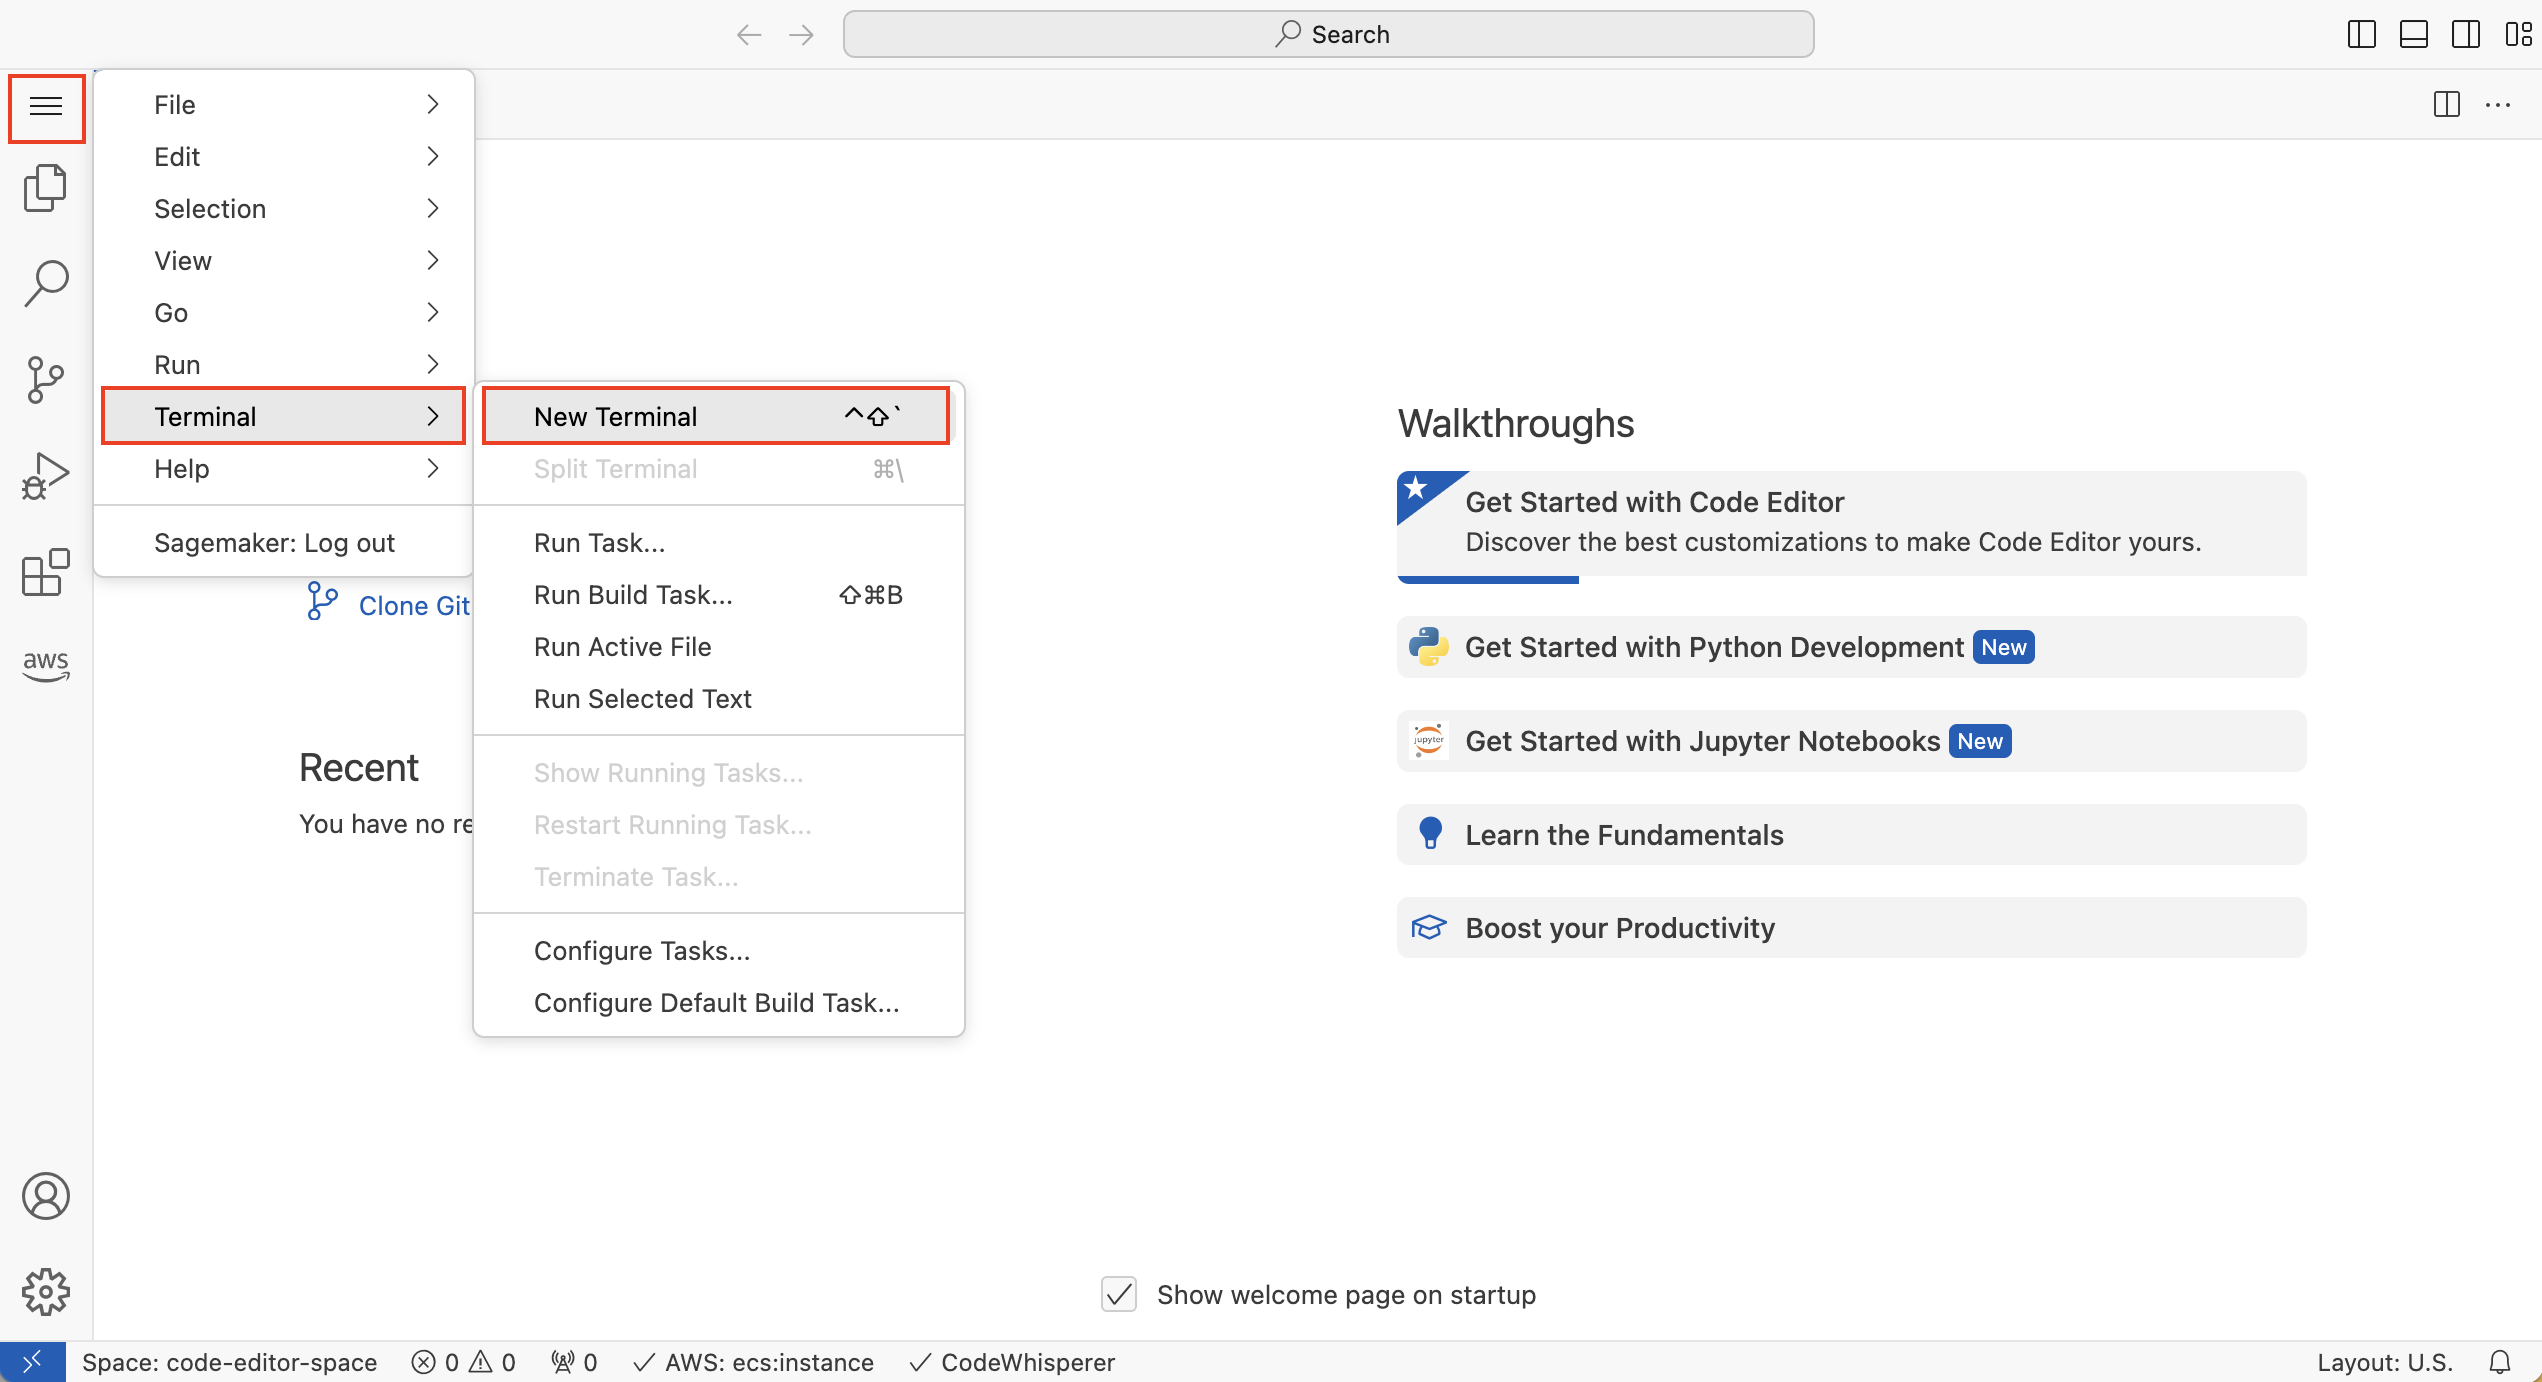 Search
File
Edit
Selection
View
Go
Run
Terminal
Help
Sagemaker: Log out
New Terminal ^⇧`
Split Terminal ⌘\
Run Task...
Run Build Task... ⇧⌘B
Run Active File
Run Selected Text
Show Running Tasks...
Restart Running Task...
Terminate Task...
Configure Tasks...
Configure Default Build Task...
Clone Git
aws
Recent
You have no re
Walkthroughs
Get Started with Code Editor
Discover the best customizations to make Code Editor yours.
Get Started with Python Development New
jupyter
Get Started with Jupyter Notebooks New
Learn the Fundamentals
Boost your Productivity
Show welcome page on startup
Space: code-editor-space 0 0 0 AWS: ecs:instance CodeWhisperer Layout: U.S.